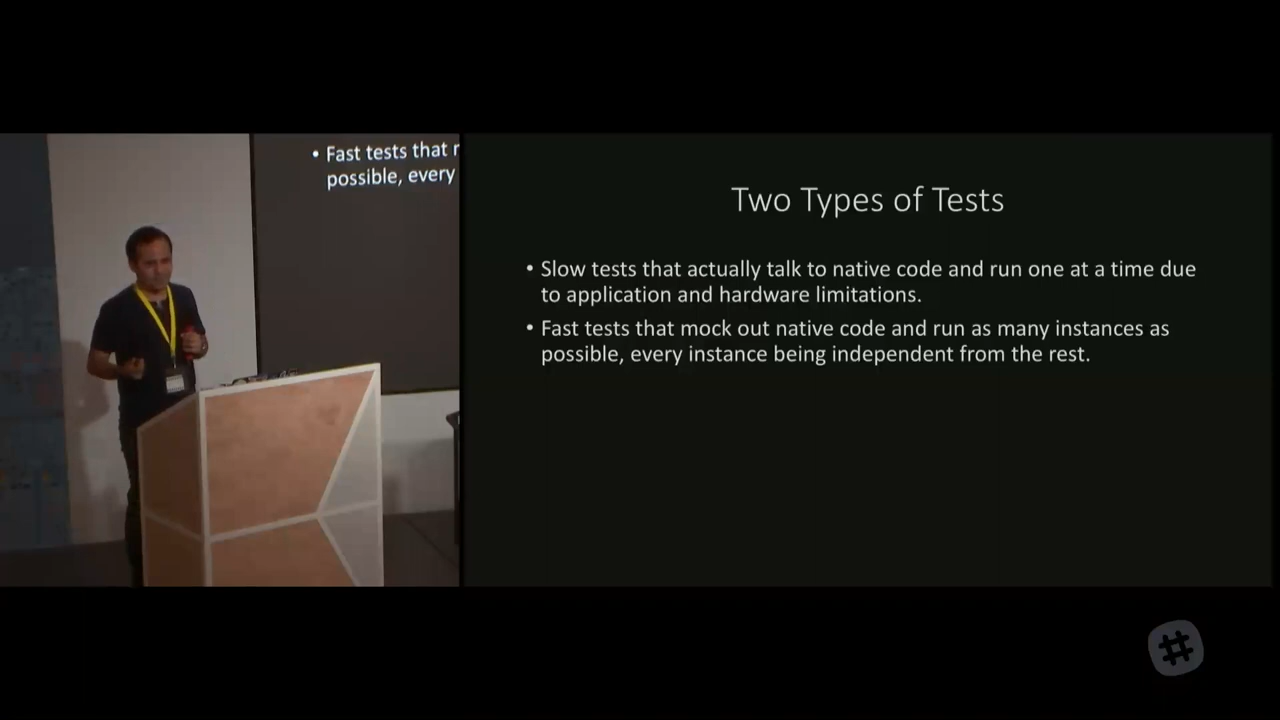 • Fast tests that
possible, every
Two Types of Tests
• Slow tests that actually talk to native code and run one at a time due
to application and hardware limitations.
• Fast tests that mock out native code and run as many instances as
possible, every instance being independent from the rest.